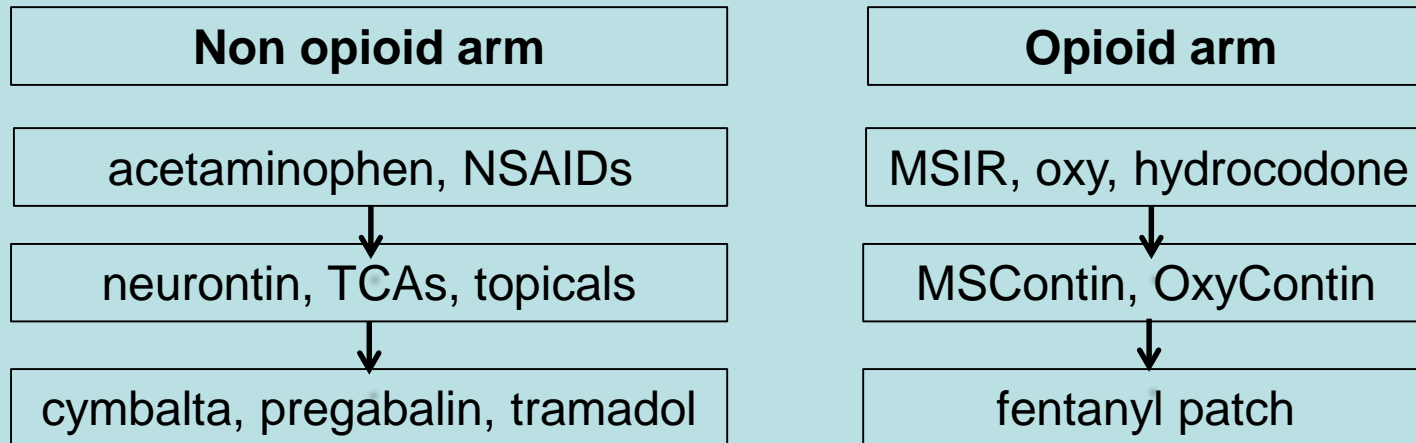 Non opioid arm
acetaminophen, NSAIDs
neurontin, TCAs, topicals
cymbalta, pregabalin, tramadol
Opioid arm
MSIR, oxy, hydrocodone
MSContin, OxyContin
fentanyl patch